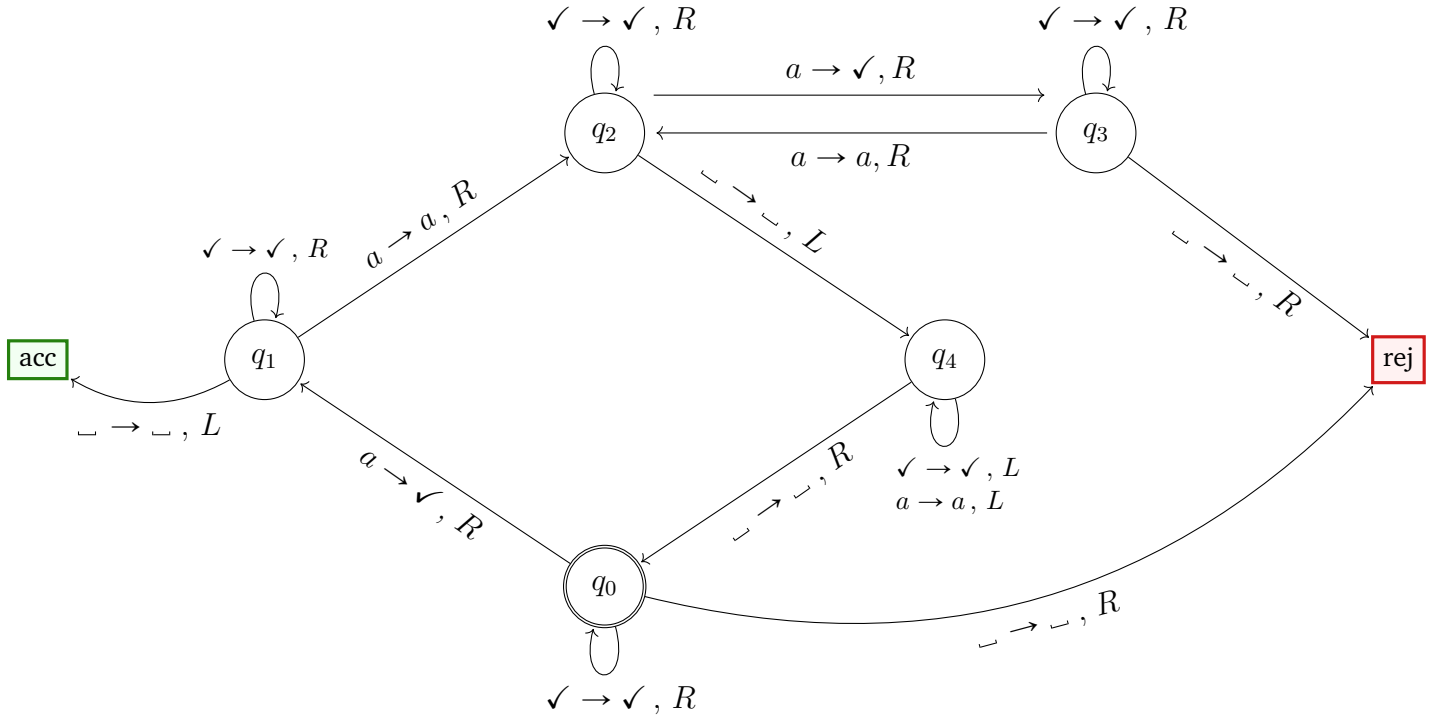 ✓ → ✓ , R
✓ → ✓ , R
a → ✓, R
q₂
q₃
a → a, R
a → a , R
␣ → ␣ , L
✓ → ✓ , R
␣ → ␣ , R
acc
q₁
q₄
rej
␣ → ␣ , L
a → ✓, R
␣ → ␣ , R
✓ → ✓ , L
a → a , L
q₀
␣ → ␣ , R
✓ → ✓ , R